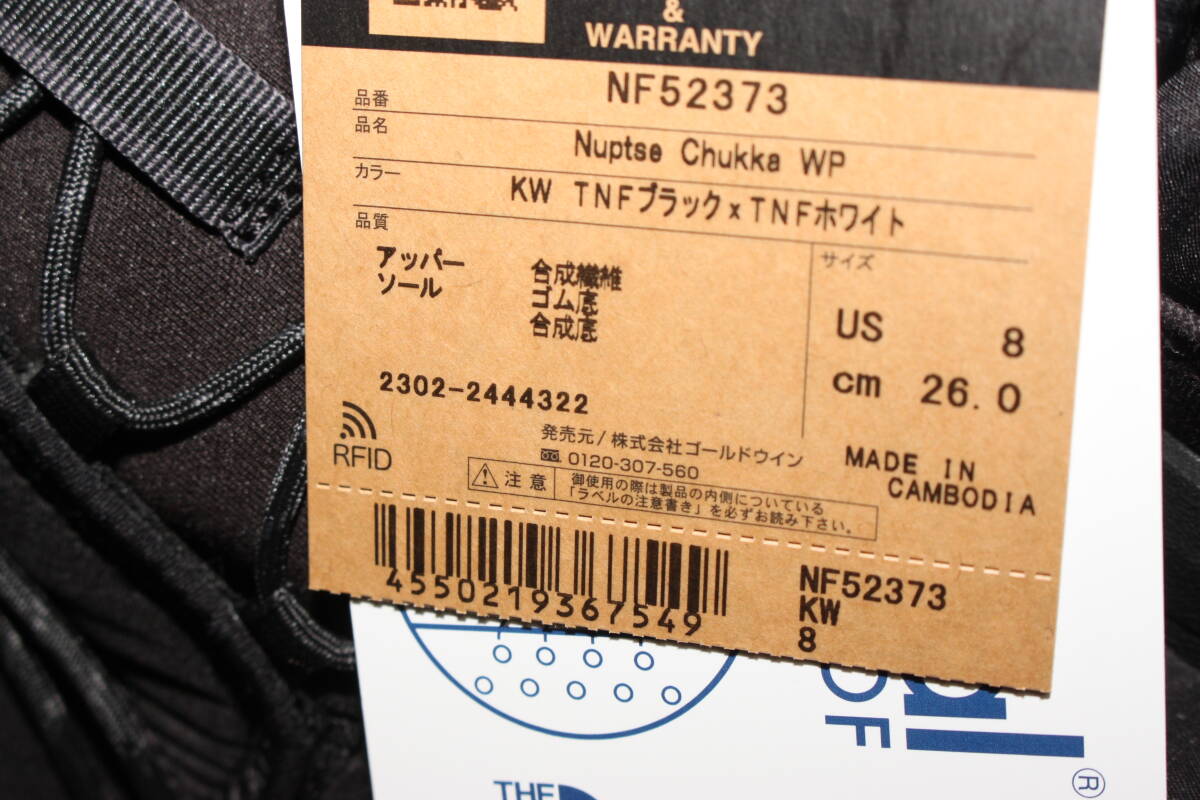 &
WARRANTY
品番 NF52373
品名 Nuptse Chukka WP
カラー KW TNFブラックxTNFホワイト
品質
アッパー 合成繊維
ソール ゴム底
合成底
サイズ
US 8
cm 26.0
2302-2444322
RFID
発売元/株式会社ゴールドウイン
0120-307-560
MADE IN
CAMBODIA
注意 御使用の際は製品の内側についている
「ラベルの注意書き」を必ずお読み下さい。
4550219367549
NF52373
KW
8
OF
THE
®